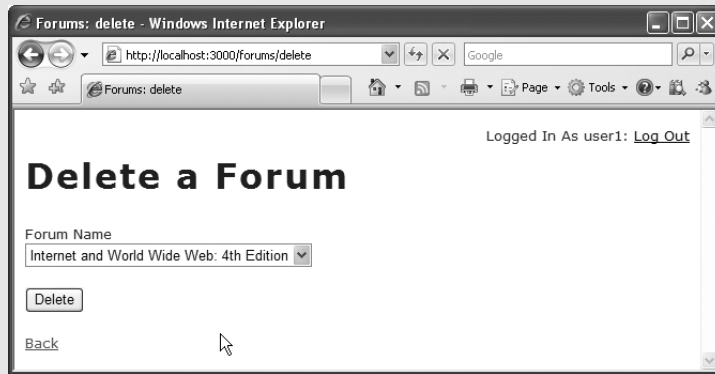 Forums: delete - Windows Internet Explorer
http://localhost:3000/forums/delete
Google
Forums: delete
Page
Tools
Logged In As user1: Log Out
Delete a Forum
Forum Name
Internet and World Wide Web: 4th Edition
Delete
Back